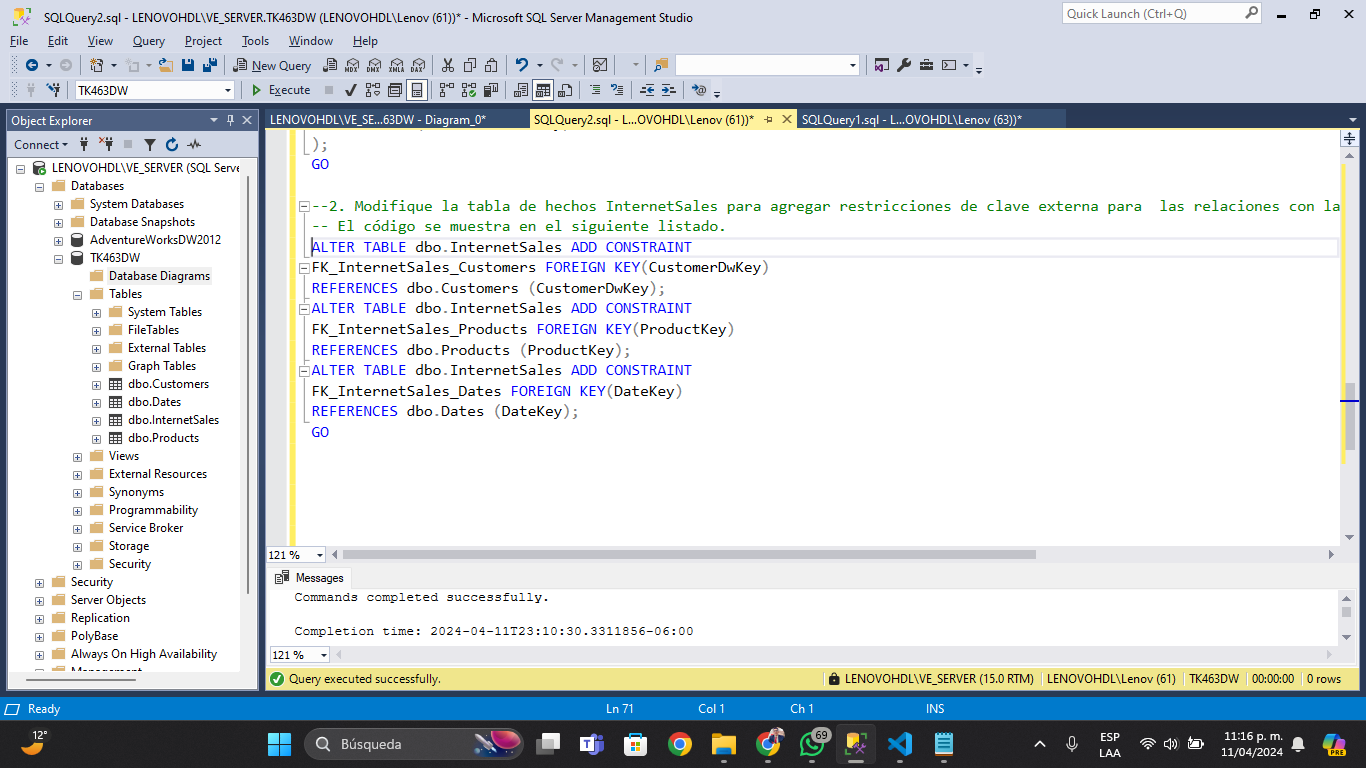 SQLQuery2.sql - LENOVOHDL\VE_SERVER.TK463DW (LENOVOHDL\Lenov (61))* - Microsoft SQL Server Management Studio
Quick Launch (Ctrl+Q)
File Edit View Query Project Tools Window Help
New Query MDX DMX XMLA DAX
TK463DW Execute
Object Explorer
LENOVOHDL\VE_SE...63DW - Diagram_0* SQLQuery2.sql - L...OVOHDL\Lenov (61))* SQLQuery1.sql - L...OVOHDL\Lenov (63))*
Connect
LENOVOHDL\VE_SERVER (SQL Serve
Databases
System Databases
Database Snapshots
AdventureWorksDW2012
TK463DW
Database Diagrams
Tables
System Tables
FileTables
External Tables
Graph Tables
dbo.Customers
dbo.Dates
dbo.InternetSales
dbo.Products
Views
External Resources
Synonyms
Programmability
Service Broker
Storage
Security
Security
Server Objects
Replication
PolyBase
Always On High Availability
Management
);
GO
--2. Modifique la tabla de hechos InternetSales para agregar restricciones de clave externa para  las relaciones con la
-- El código se muestra en el siguiente listado.
ALTER TABLE dbo.InternetSales ADD CONSTRAINT
FK_InternetSales_Customers FOREIGN KEY(CustomerDwKey)
REFERENCES dbo.Customers (CustomerDwKey);
ALTER TABLE dbo.InternetSales ADD CONSTRAINT
FK_InternetSales_Products FOREIGN KEY(ProductKey)
REFERENCES dbo.Products (ProductKey);
ALTER TABLE dbo.InternetSales ADD CONSTRAINT
FK_InternetSales_Dates FOREIGN KEY(DateKey)
REFERENCES dbo.Dates (DateKey);
GO
121 %
Messages
Commands completed successfully.
Completion time: 2024-04-11T23:10:30.3311856-06:00
121 %
Query executed successfully. LENOVOHDL\VE_SERVER (15.0 RTM) LENOVOHDL\Lenov (61) TK463DW 00:00:00 0 rows
Ready Ln 71 Col 1 Ch 1 INS
12° Búsqueda 69 ESP LAA 11:16 p. m. 11/04/2024 PRE